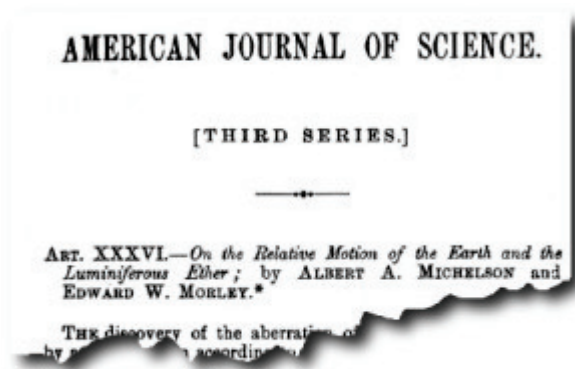 AMERICAN JOURNAL OF SCIENCE.
[THIRD SERIES.]
ART. XXXVI.—On the Relative Motion of the Earth and the
Luminiferous Ether; by ALBERT A. MICHELSON and
EDWARD W. MORLEY.*
THE discovery of the aberration of
by